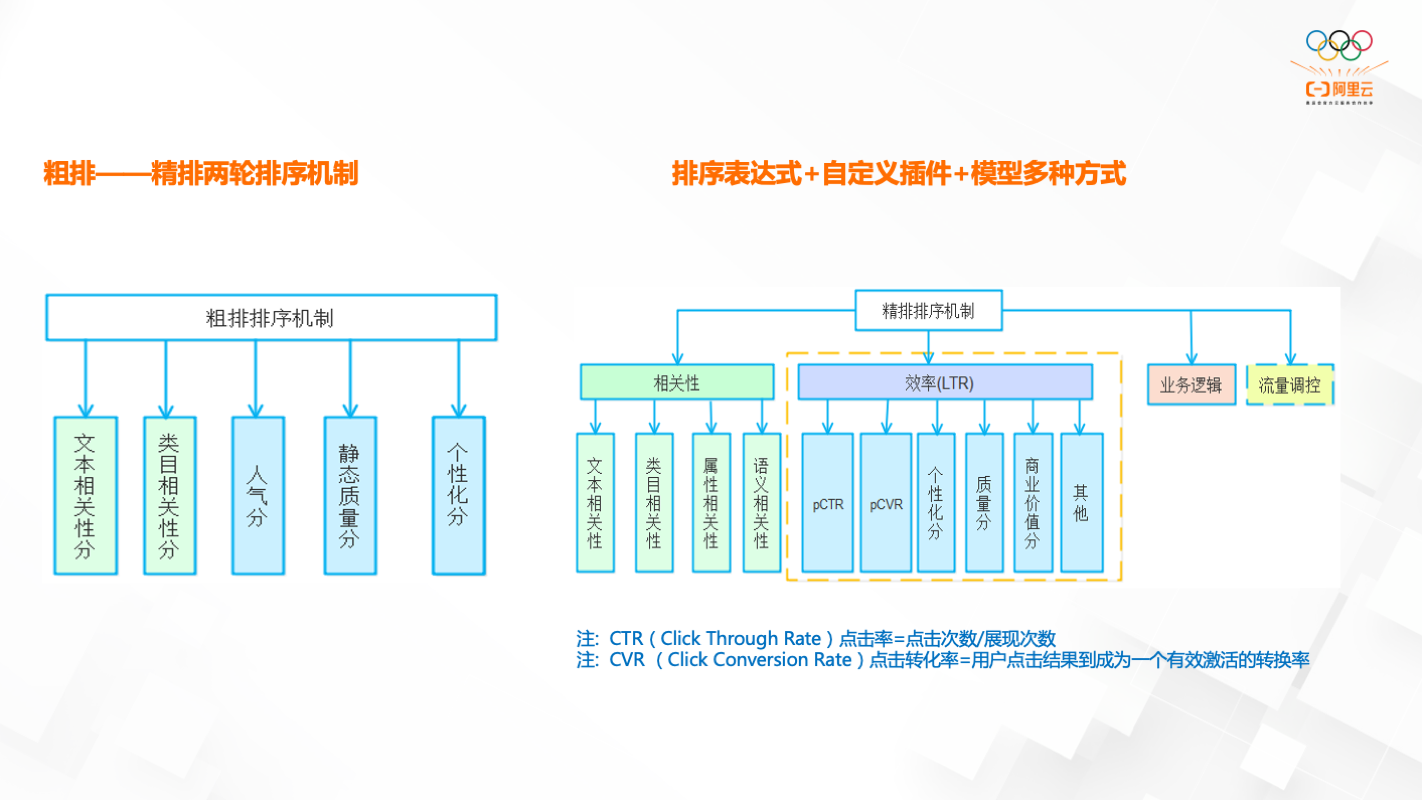 阿里云
粗排——精排两轮排序机制
排序表达式+自定义插件+模型多种方式
粗排排序机制
文本相关性分
类目相关性分
人气分
静态质量分
个性化分
精排排序机制
相关性
效率(LTR)
业务逻辑
流量调控
文本相关性
类目相关性
属性相关性
语义相关性
pCTR
pCVR
个性化分
质量分
商业价值分
其他
注: CTR（Click Through Rate）点击率=点击次数/展现次数
注: CVR （Click Conversion Rate）点击转化率=用户点击结果到成为一个有效激活的转换率